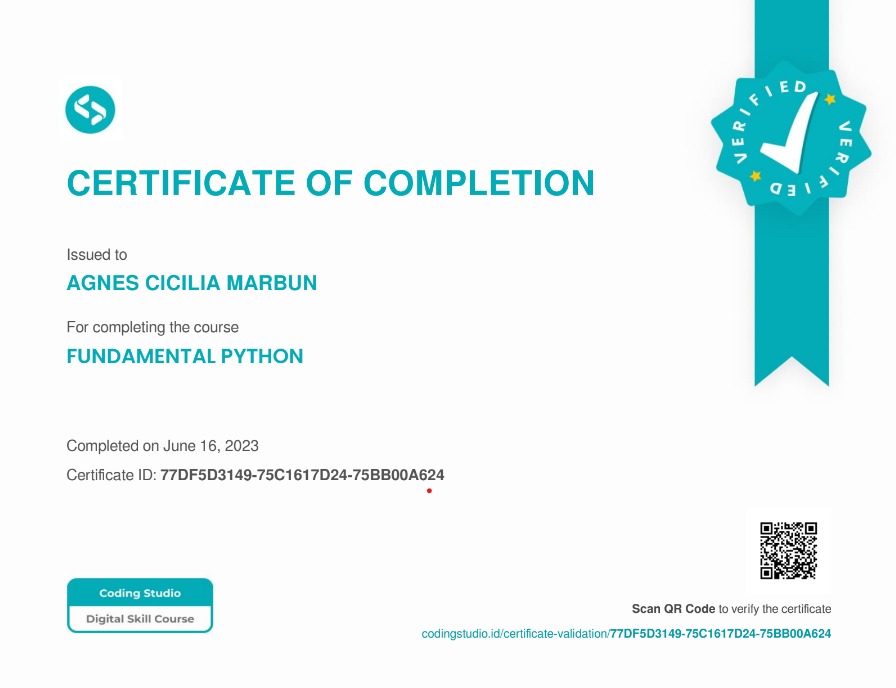 VERIFIED
VERIFIED
VERIFIED
CERTIFICATE OF COMPLETION
Issued to
AGNES CICILIA MARBUN
For completing the course
FUNDAMENTAL PYTHON
Completed on June 16, 2023
Certificate ID: 77DF5D3149-75C1617D24-75BB00A624
Coding Studio
Digital Skill Course
Scan QR Code to verify the certificate
codingstudio.id/certificate-validation/77DF5D3149-75C1617D24-75BB00A624